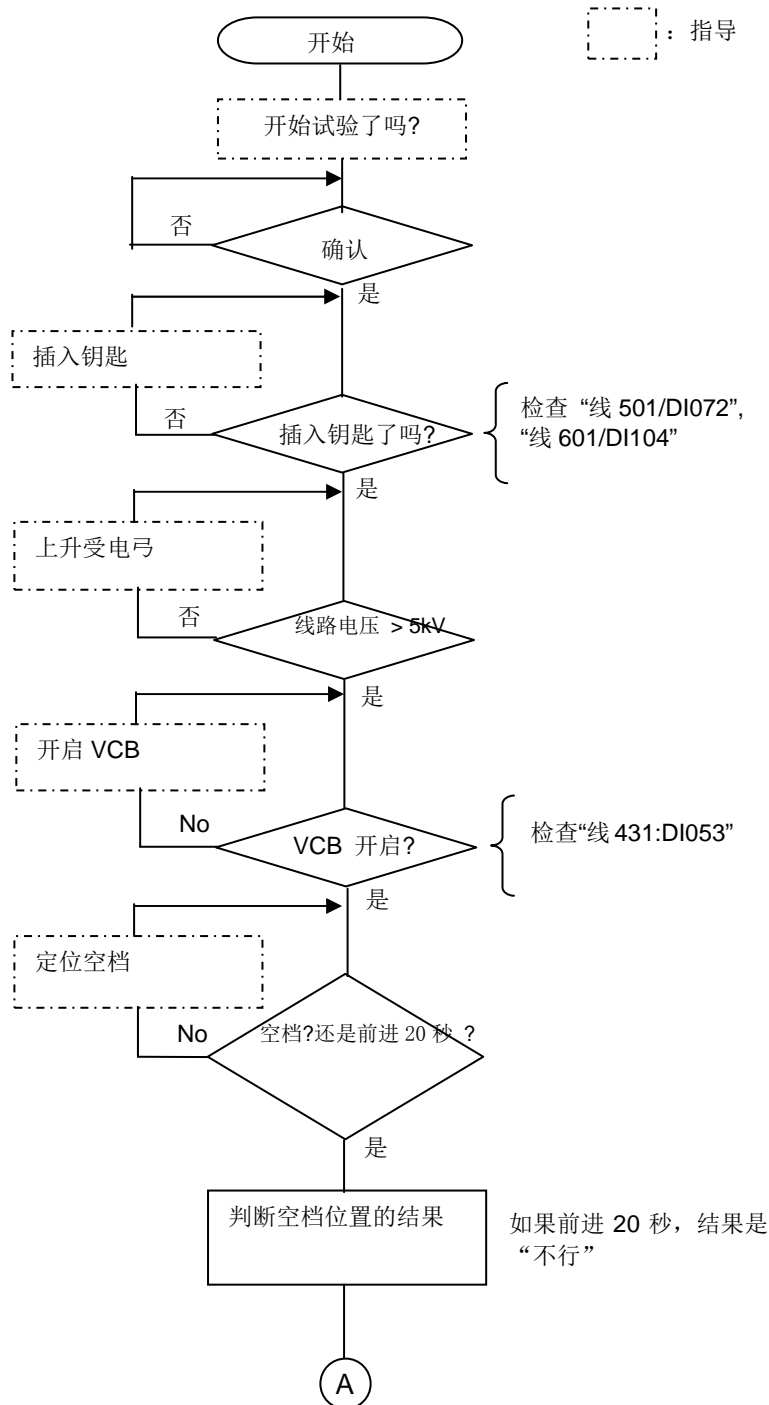 开始
：指导
开始试验了吗?
否
确认
是
插入钥匙
否
插入钥匙了吗?
检查 “线 501/DI072”,
“线 601/DI104”
是
上升受电弓
否
线路电压 > 5kV
是
开启 VCB
No
VCB 开启?
检查“线 431:DI053”
是
定位空档
No
空档?还是前进 20 秒 ?
是
判断空档位置的结果
如果前进 20 秒，结果是
“不行”
A